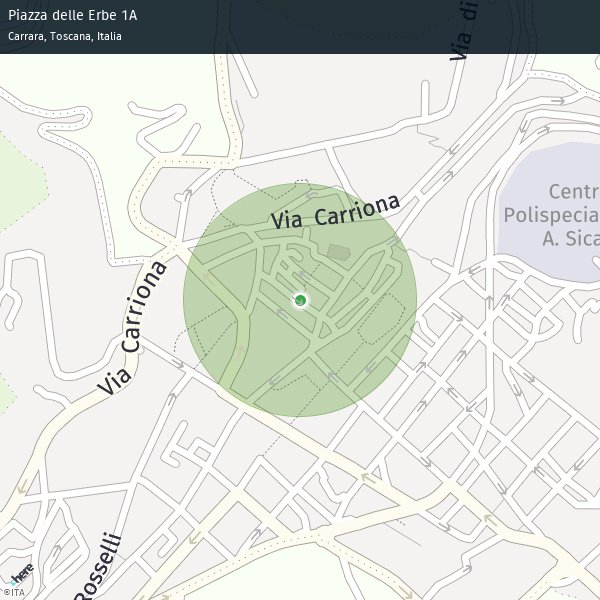 Piazza delle Erbe 1A
Carrara, Toscana, Italia
Via di
Via Carriona
Centr
Polispecia
A. Sica
Via Carriona
Rosselli
here
©ITA